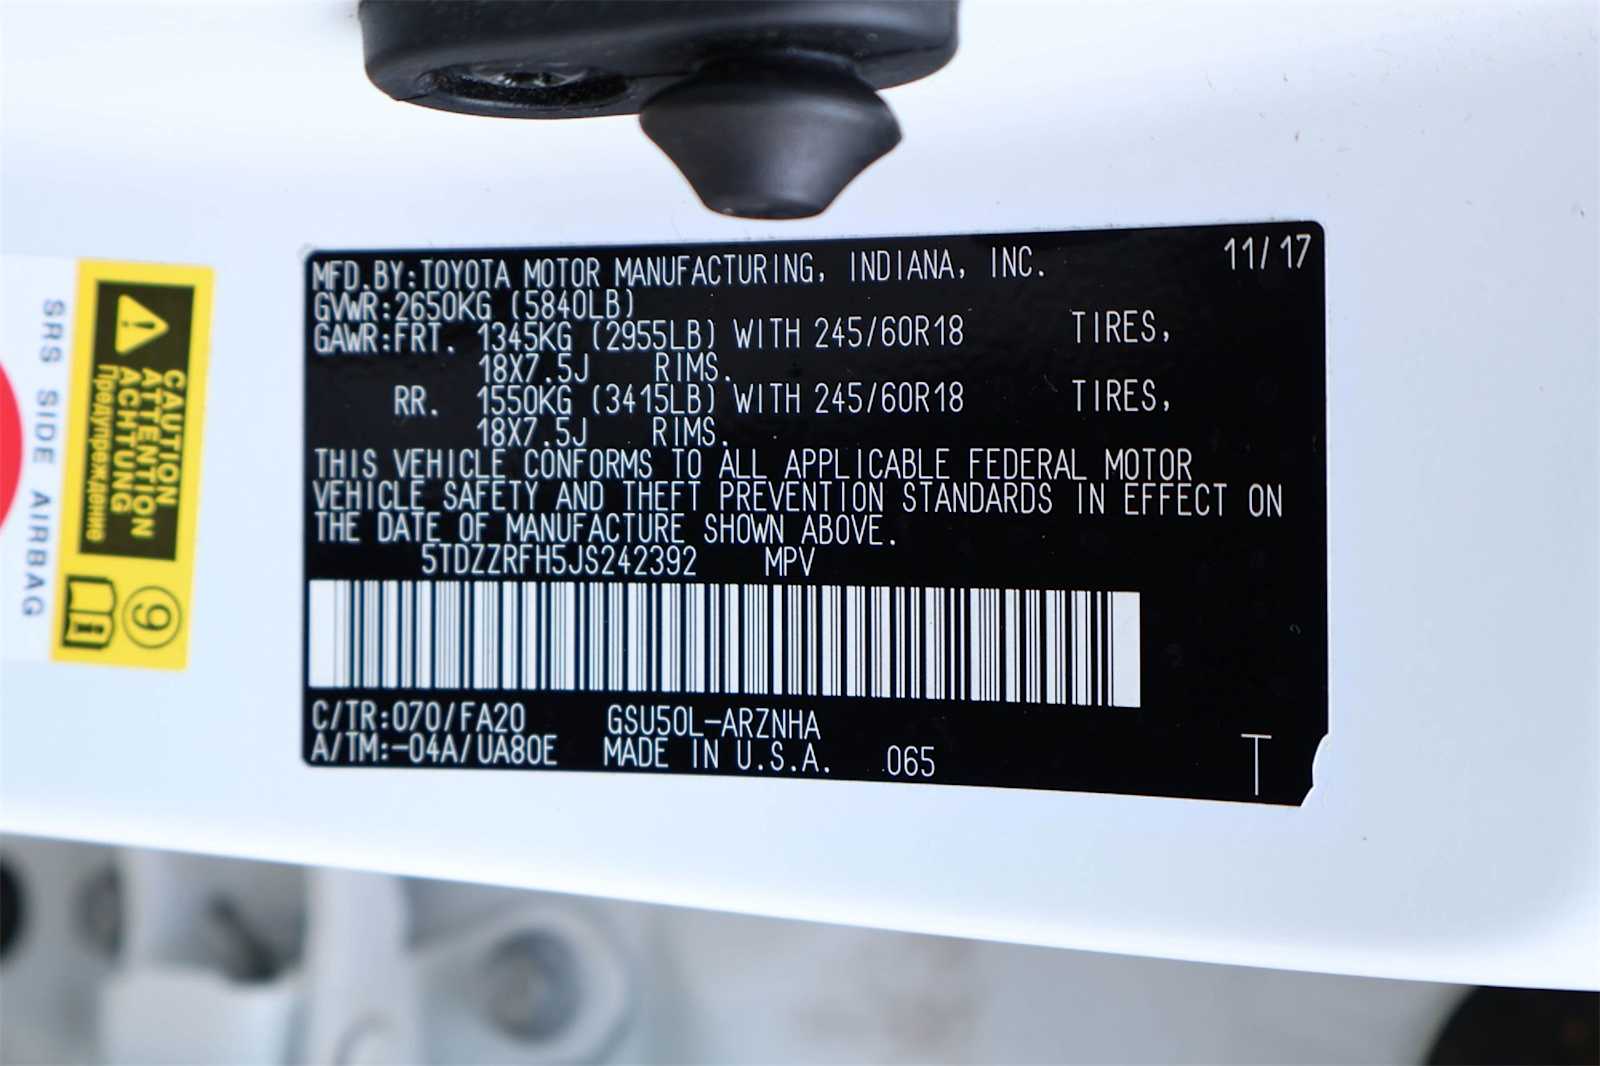 MFD.BY:TOYOTA MOTOR MANUFACTURING, INDIANA, INC. 11/17
GVWR:2650KG (5840LB)
GAWR:FRT. 1345KG (2955LB) WITH 245/60R18 TIRES,
18X7.5J RIMS.
RR. 1550KG (3415LB) WITH 245/60R18 TIRES,
18X7.5J RIMS.
THIS VEHICLE CONFORMS TO ALL APPLICABLE FEDERAL MOTOR
VEHICLE SAFETY AND THEFT PREVENTION STANDARDS IN EFFECT ON
THE DATE OF MANUFACTURE SHOWN ABOVE.
5TDZZRFH5JS242392 MPV
C/TR:070/FA20 GSU50L-ARZNHA
A/TM:-04A/UA80E MADE IN U.S.A. 065 T
CAUTION
ATTENTION
ACHTUNG
Предупреждение
9
SRS SIDE AIRBAG